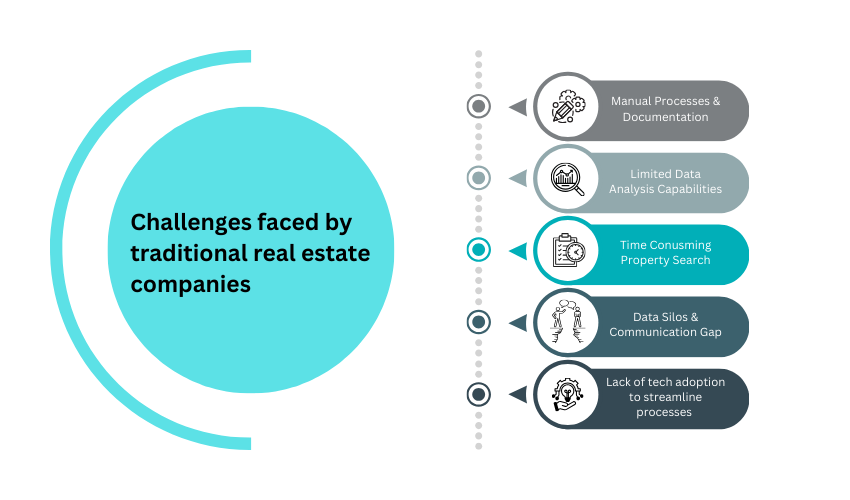 Challenges faced by
traditional real estate
companies
Manual Processes &
Documentation
Limited Data
Analysis Capabilities
Time Conusming
Property Search
Data Silos &
Communication Gap
Lack of tech adoption
to streamline
processes